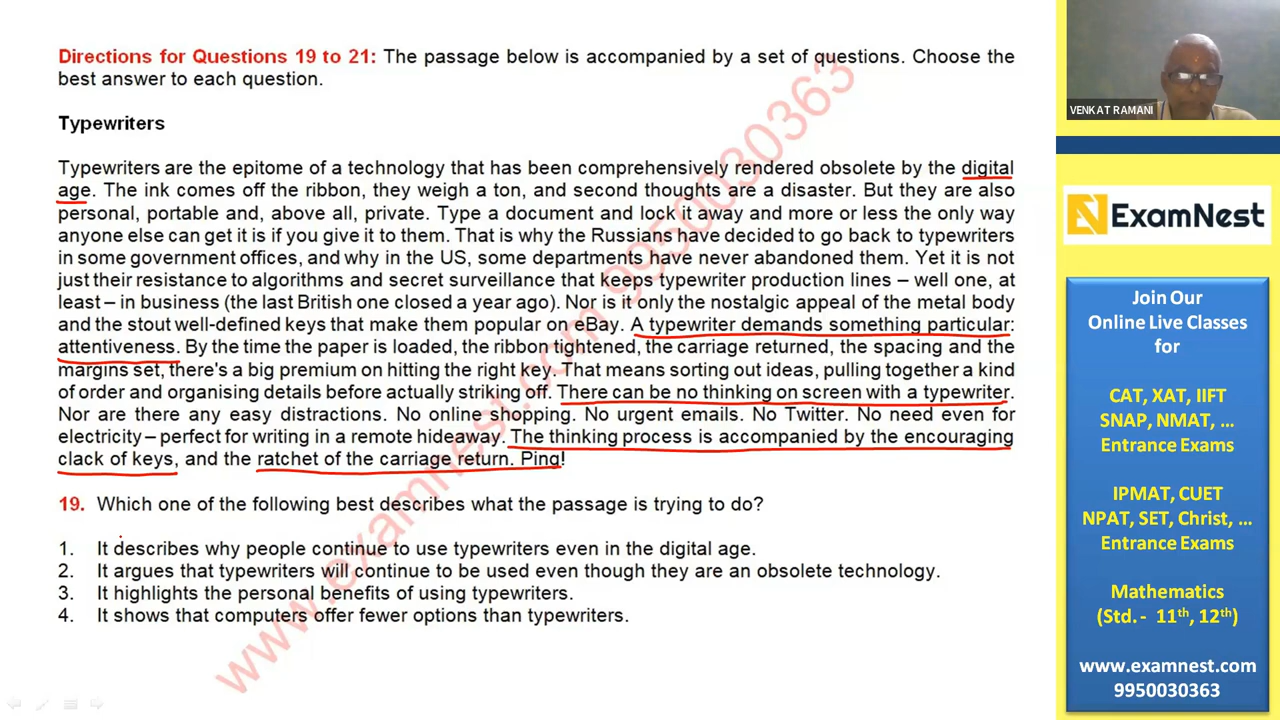 Directions for Questions 19 to 21: The passage below is accompanied by a set of questions. Choose the
best answer to each question.
Typewriters
Typewriters are the epitome of a technology that has been comprehensively rendered obsolete by the digital
age. The ink comes off the ribbon, they weigh a ton, and second thoughts are a disaster. But they are also
personal, portable and, above all, private. Type a document and lock it away and more or less the only way
anyone else can get it is if you give it to them. That is why the Russians have decided to go back to typewriters
in some government offices, and why in the US, some departments have never abandoned them. Yet it is not
just their resistance to algorithms and secret surveillance that keeps typewriter production lines – well one, at
least – in business (the last British one closed a year ago). Nor is it only the nostalgic appeal of the metal body
and the stout well-defined keys that make them popular on eBay. A typewriter demands something particular:
attentiveness. By the time the paper is loaded, the ribbon tightened, the carriage returned, the spacing and the
margins set, there's a big premium on hitting the right key. That means sorting out ideas, pulling together a kind
of order and organising details before actually striking off. There can be no thinking on screen with a typewriter.
Nor are there any easy distractions. No online shopping. No urgent emails. No Twitter. No need even for
electricity – perfect for writing in a remote hideaway. The thinking process is accompanied by the encouraging
clack of keys, and the ratchet of the carriage return. Ping!
19. Which one of the following best describes what the passage is trying to do?
1. It describes why people continue to use typewriters even in the digital age.
2. It argues that typewriters will continue to be used even though they are an obsolete technology.
3. It highlights the personal benefits of using typewriters.
4. It shows that computers offer fewer options than typewriters.
www.examnest.com 9950030363
VENKAT RAMANI
ExamNest
Join Our
Online Live Classes
for
CAT, XAT, IIFT
SNAP, NMAT, ...
Entrance Exams
IPMAT, CUET
NPAT, SET, Christ, ...
Entrance Exams
Mathematics
(Std. - 11th, 12th)
www.examnest.com
9950030363